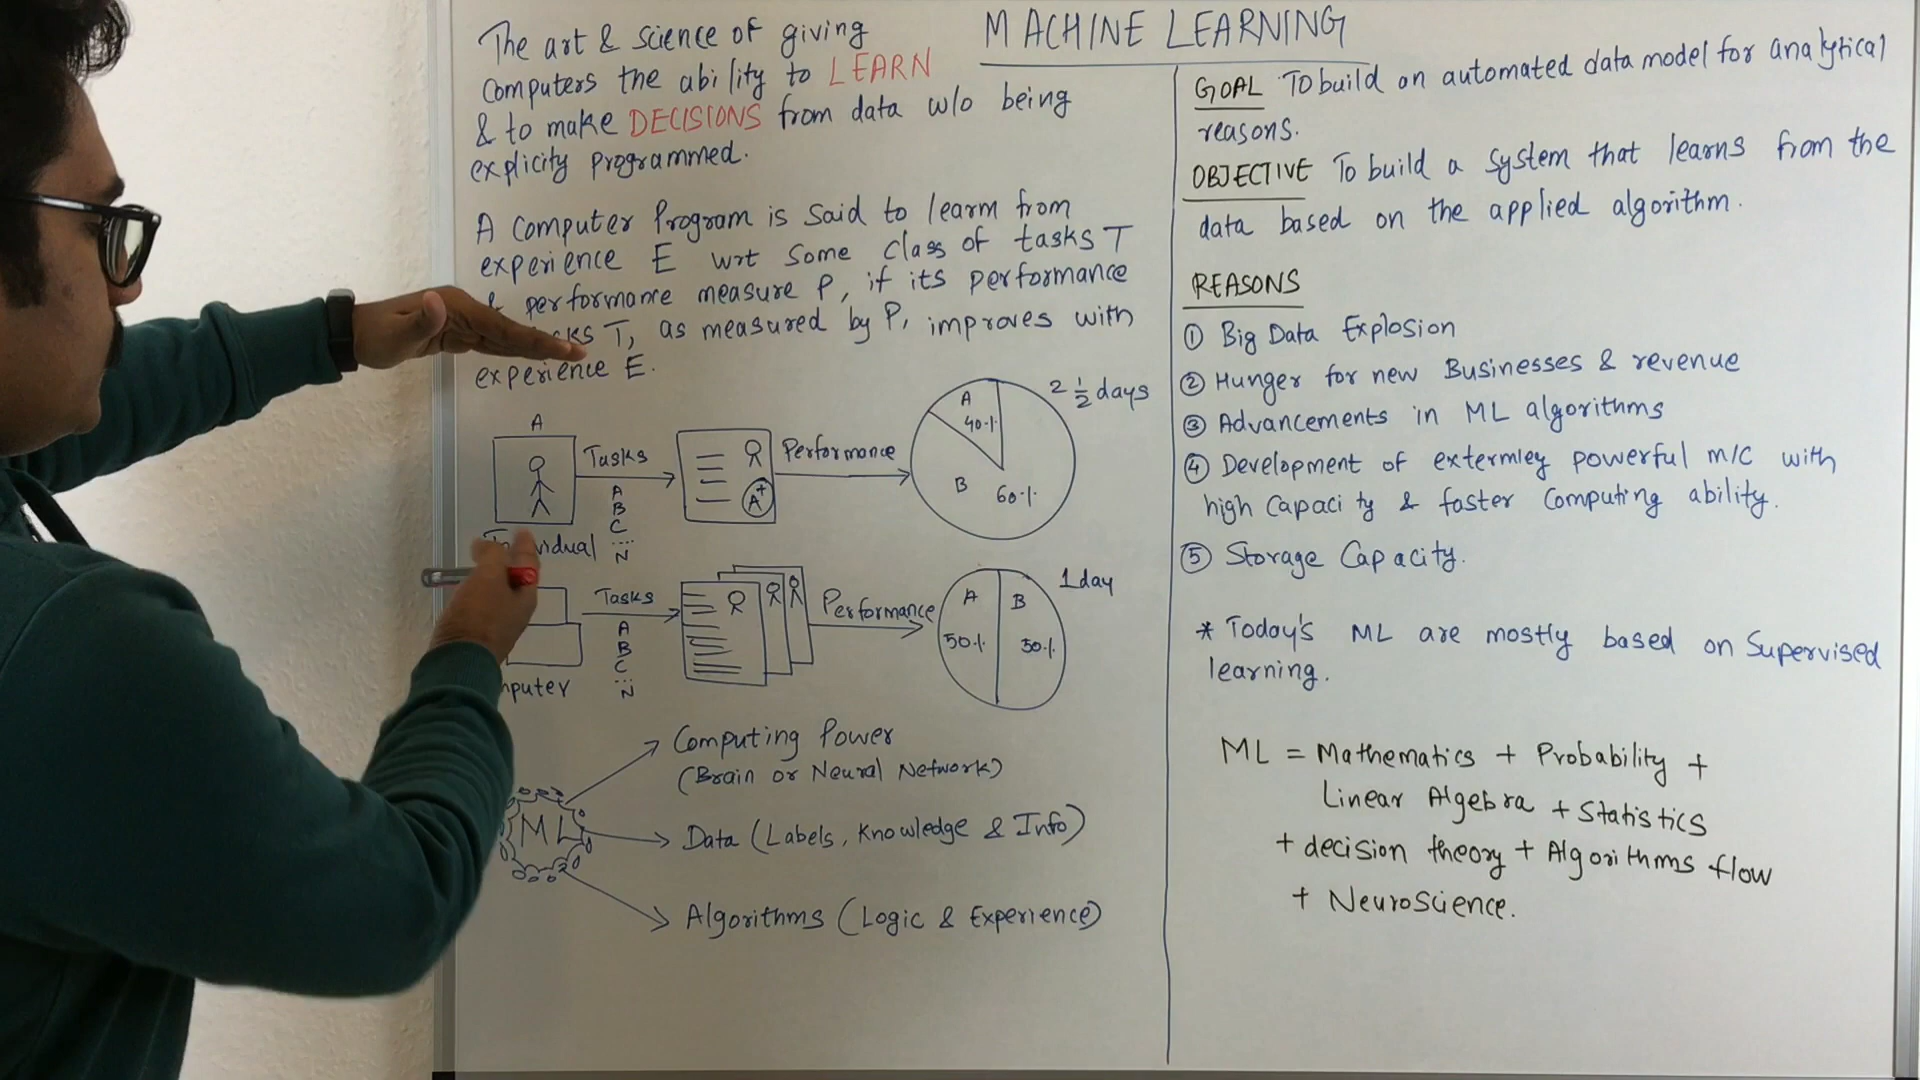 MACHINE LEARNING
The art & science of giving
computers the ability to LEARN
& to make DECISIONS from data w/o being
explicity programmed.
A Computer Program is said to learn from
experience E wrt some class of tasks T
& performance measure P, if its performance
T, as measured by P, improves with
experience E.
A
Tasks
A
B
C
....
N
A+
Performance
A
40%
B
60%
2 1/2 days
Individual
Tasks
A
B
C
...
N
Performance
A
50%
B
50%
1 day
mputer
ML
Computing Power
(Brain or Neural Network)
Data (Labels, Knowledge & Info)
Algorithms (Logic & Experience)
GOAL To build an automated data model for analytical
reasons.
OBJECTIVE To build a system that learns from the
data based on the applied algorithm.
REASONS
① Big Data Explosion
② Hunger for new Businesses & revenue
③ Advancements in ML algorithms
④ Development of extermley powerful m/c with
high Capacity & faster Computing ability.
⑤ Storage Capacity.
* Today's ML are mostly based on Supervised
learning.
ML = Mathematics + Probability +
Linear Algebra + Statistics
+ decision theory + Algorithms flow
+ NeuroScience.